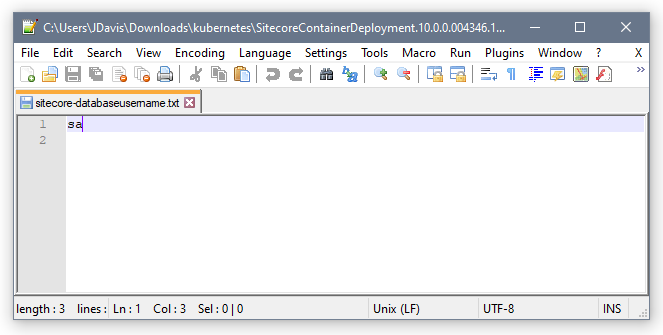 C:\Users\JDavis\Downloads\kubernetes\SitecoreContainerDeployment.10.0.0.004346.1...
File Edit Search View Encoding Language Settings Tools Macro Run Plugins Window ? X
sitecore-databaseusername.txt
1 sa
2
length : 3 lines : Ln : 1 Col : 3 Sel : 0 | 0 Unix (LF) UTF-8 INS